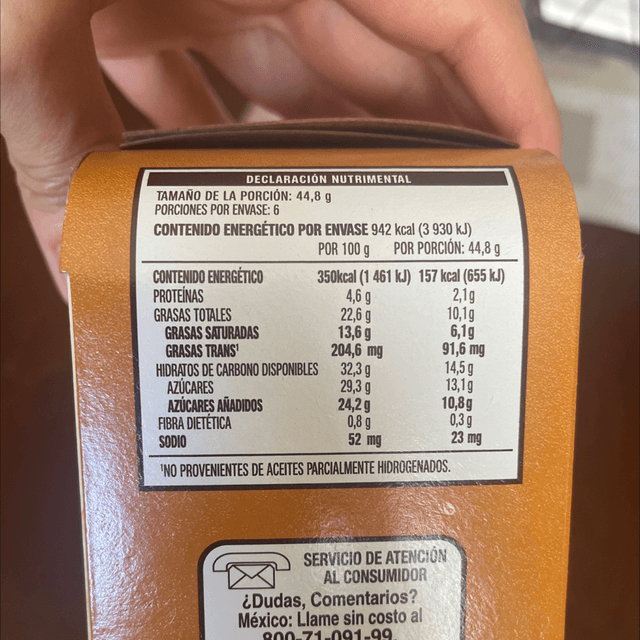 DECLARACIÓN NUTRIMENTAL
TAMAÑO DE LA PORCIÓN: 44,8 g
PORCIONES POR ENVASE: 6
CONTENIDO ENERGÉTICO POR ENVASE 942 kcal (3 930 kJ)
POR 100 g POR PORCIÓN: 44,8 g
CONTENIDO ENERGÉTICO 350kcal (1 461 kJ) 157 kcal (655 kJ)
PROTEÍNAS 4,6 g 2,1g
GRASAS TOTALES 22,6 g 10,1g
GRASAS SATURADAS 13,6 g 6,1g
GRASAS TRANS¹ 204,6 mg 91,6 mg
HIDRATOS DE CARBONO DISPONIBLES 32,3 g 14,5 g
AZÚCARES 29,3 g 13,1g
AZÚCARES AÑADIDOS 24,2 g 10,8g
FIBRA DIETÉTICA 0,8 g 0,3 g
SODIO 52 mg 23 mg
¹NO PROVENIENTES DE ACEITES PARCIALMENTE HIDROGENADOS.
SERVICIO DE ATENCIÓN
AL CONSUMIDOR
¿Dudas, Comentarios?
México: Llame sin costo al
800-71-091-99